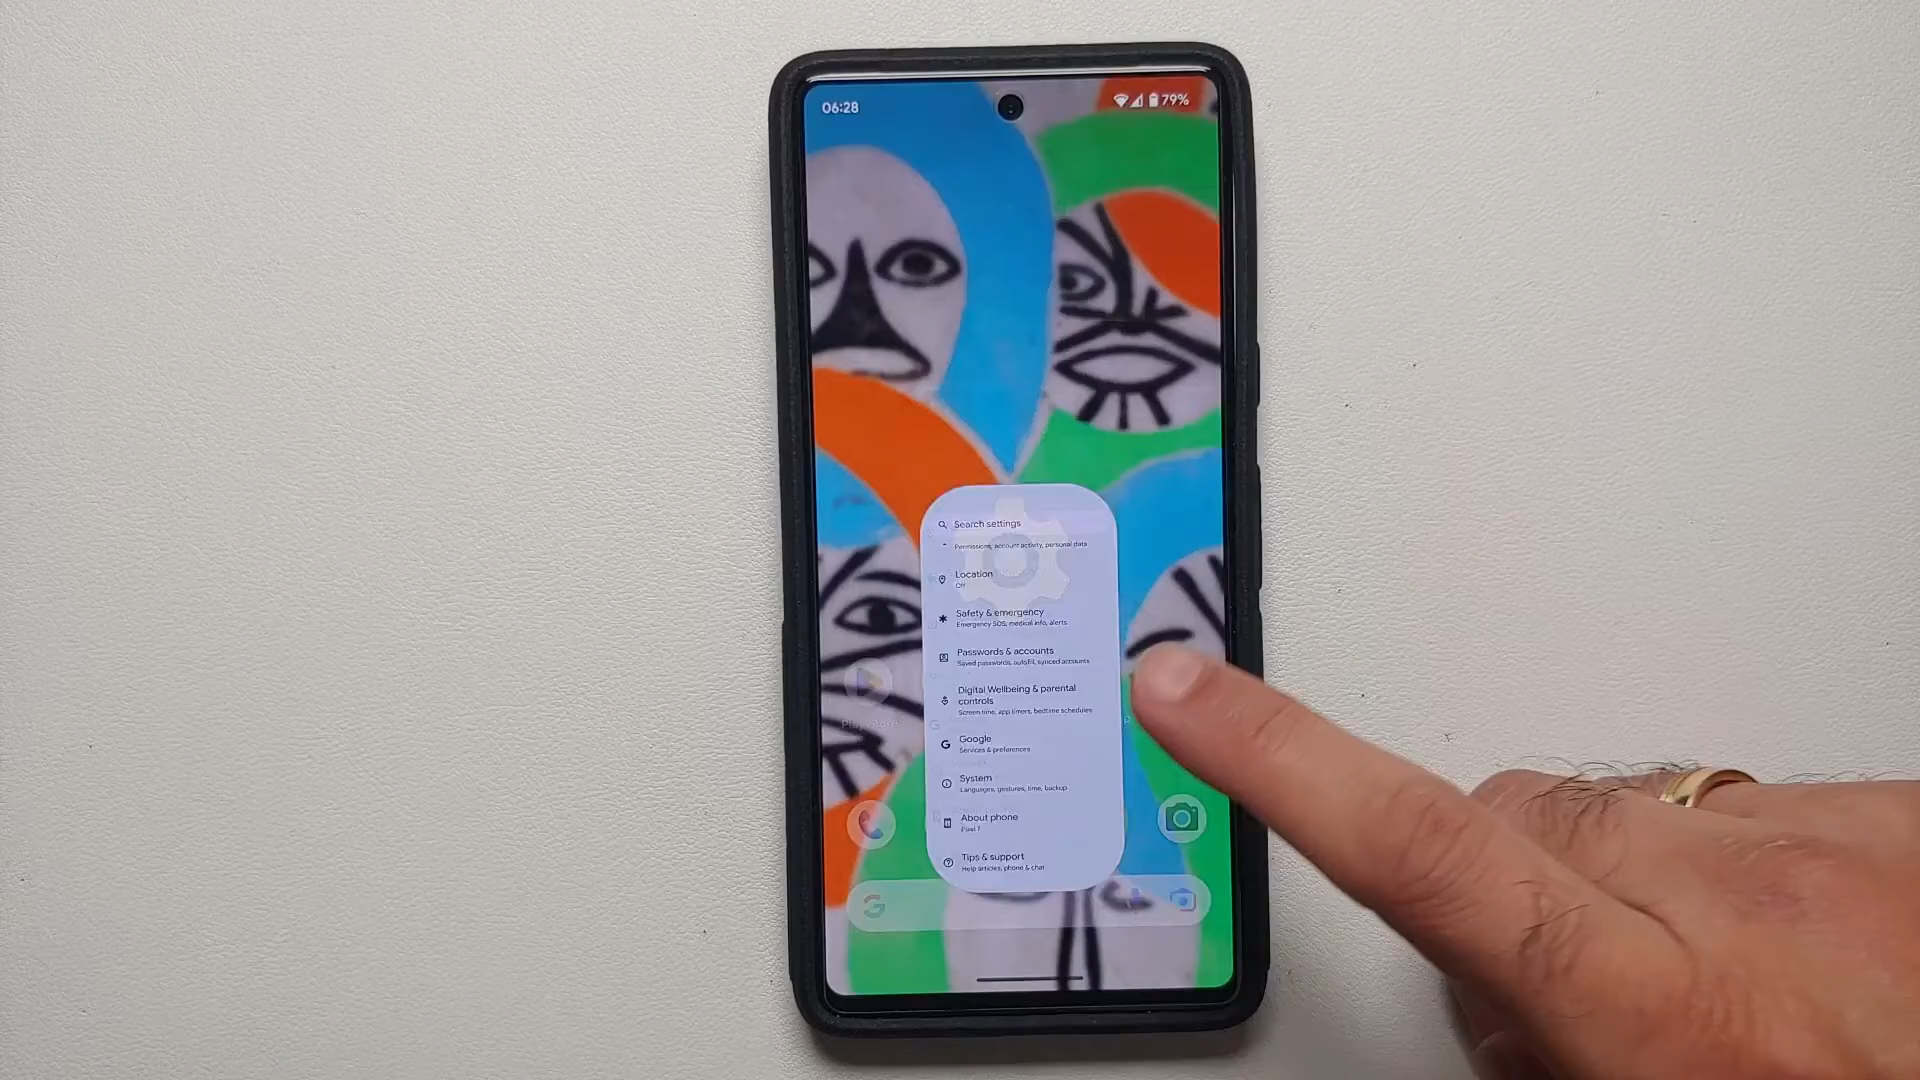 06:28
79%
Search settings
Permissions, account activity, personal data
Location
Off
Safety & emergency
Emergency SOS, medical info, alerts
Passwords & accounts
Saved passwords, autofill, synced accounts
Digital Wellbeing & parental
controls
Screen time, app timers, bedtime schedules
Google
Services & preferences
System
Languages, gestures, time, backup
About phone
Pixel 7
Tips & support
Help articles, phone & chat
Play Store
G